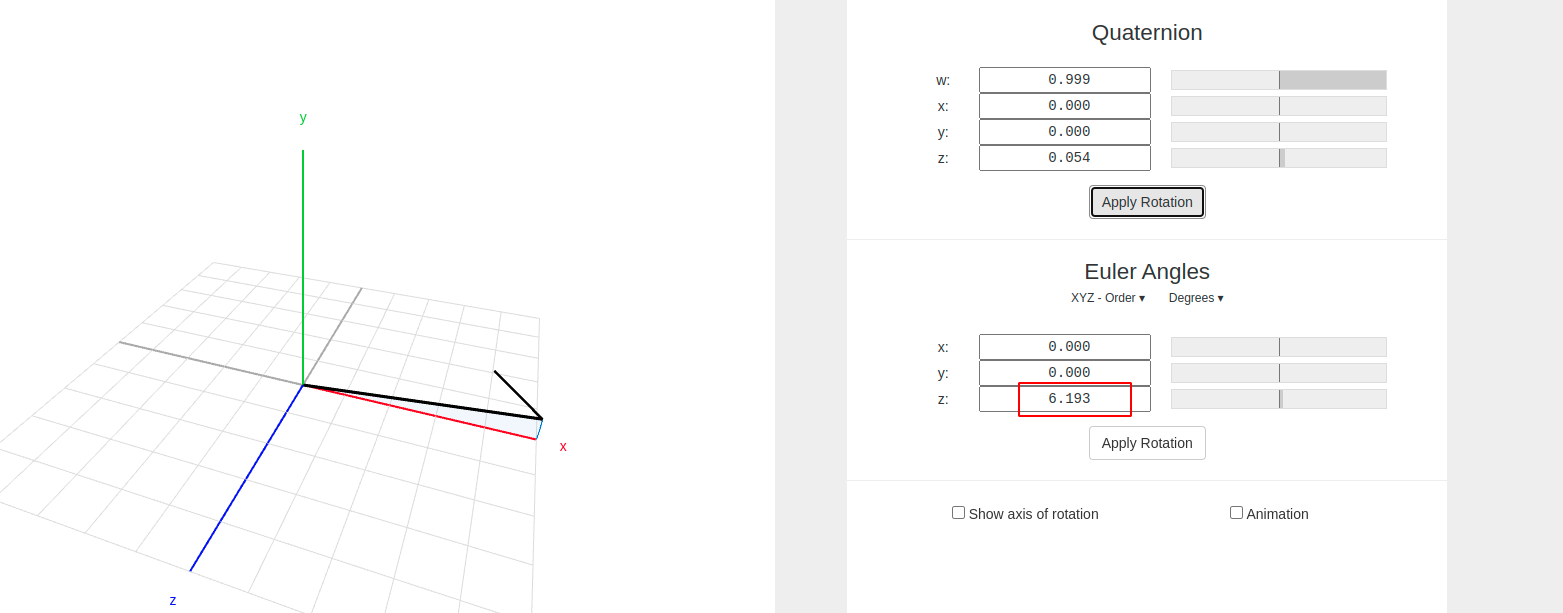 y
x
z
Quaternion
w: 0.999
x: 0.000
y: 0.000
z: 0.054
Apply Rotation
Euler Angles
XYZ - Order ▾ Degrees ▾
x: 0.000
y: 0.000
z: 6.193
Apply Rotation
Show axis of rotation Animation